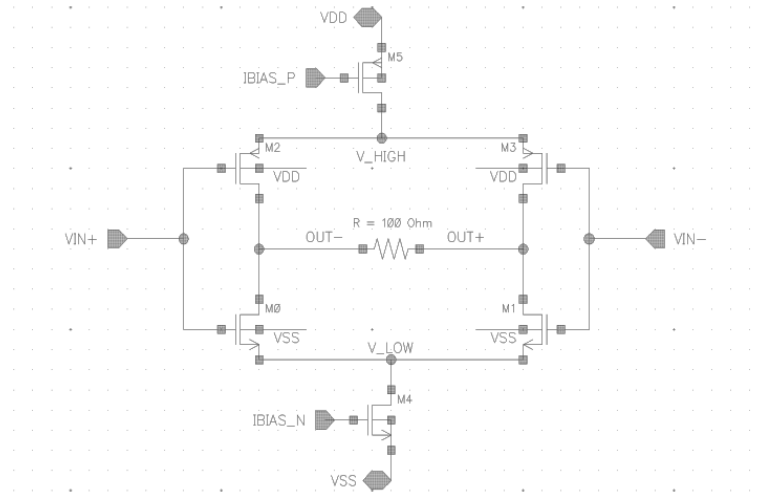 VDD
M5
IBIAS_P
M2
M3
V_HIGH
VDD
VDD
R = 100 Ohm
VIN+
OUT-
OUT+
VIN-
M0
M1
VSS
VSS
V_LOW
M4
IBIAS_N
VSS